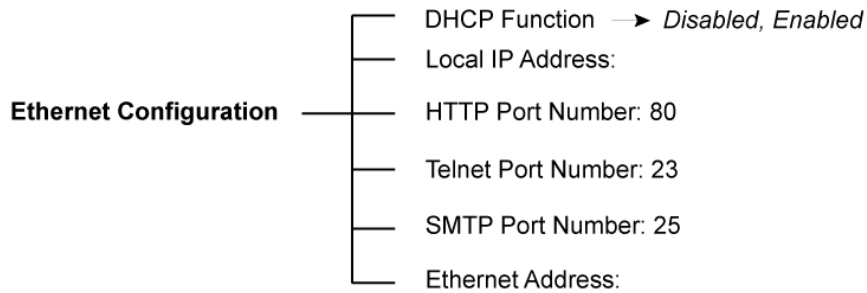 DHCP Function → Disabled, Enabled
Local IP Address:
Ethernet Configuration
HTTP Port Number: 80
Telnet Port Number: 23
SMTP Port Number: 25
Ethernet Address: